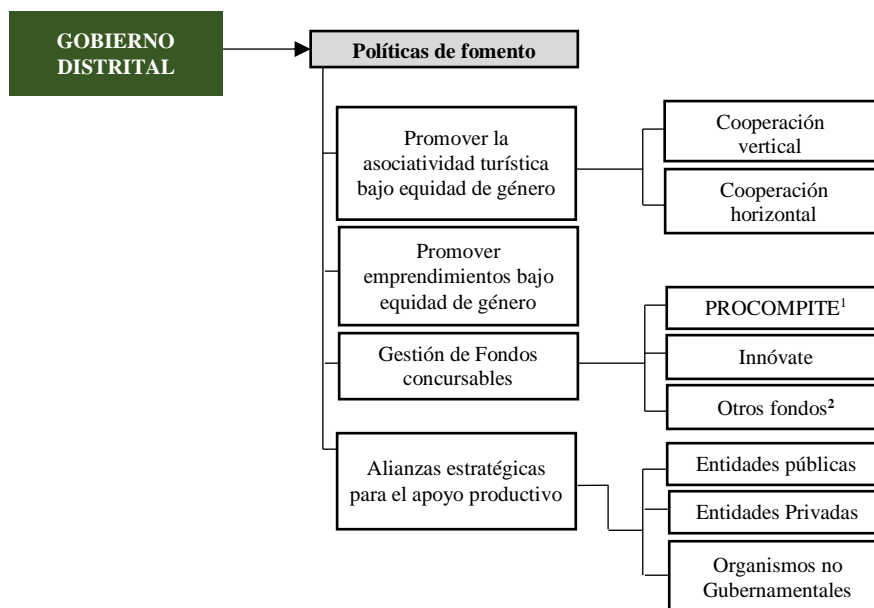 GOBIERNO
DISTRITAL
Políticas de fomento
Promover la
asociatividad turística
bajo equidad de género
Cooperación
vertical
Cooperación
horizontal
Promover
emprendimientos bajo
equidad de género
Gestión de Fondos
concursables
PROCOMPITE¹
Innóvate
Otros fondos²
Alianzas estratégicas
para el apoyo productivo
Entidades públicas
Entidades Privadas
Organismos no
Gubernamentales